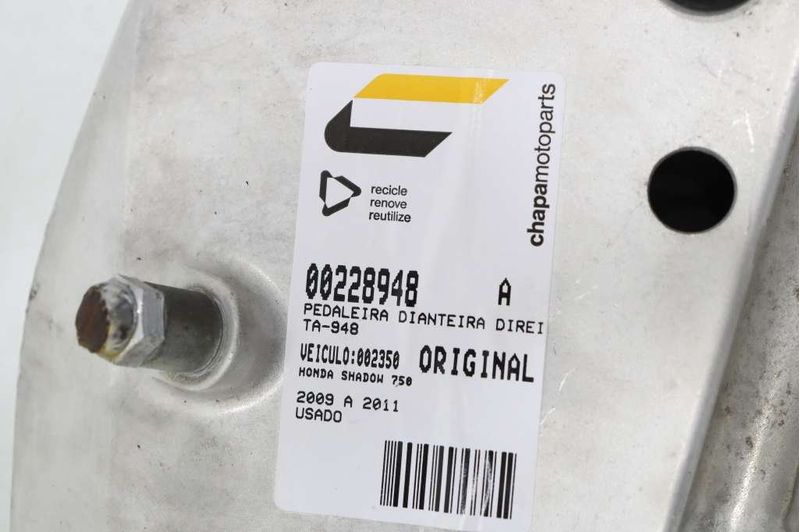 chapamotoparts
recicle
renove
reutilize
00228948 A
PEDALEIRA DIANTEIRA DIREI
TA-948
VEICULO:002350 ORIGINAL
HONDA SHADOW 750
2009 A 2011
USADO